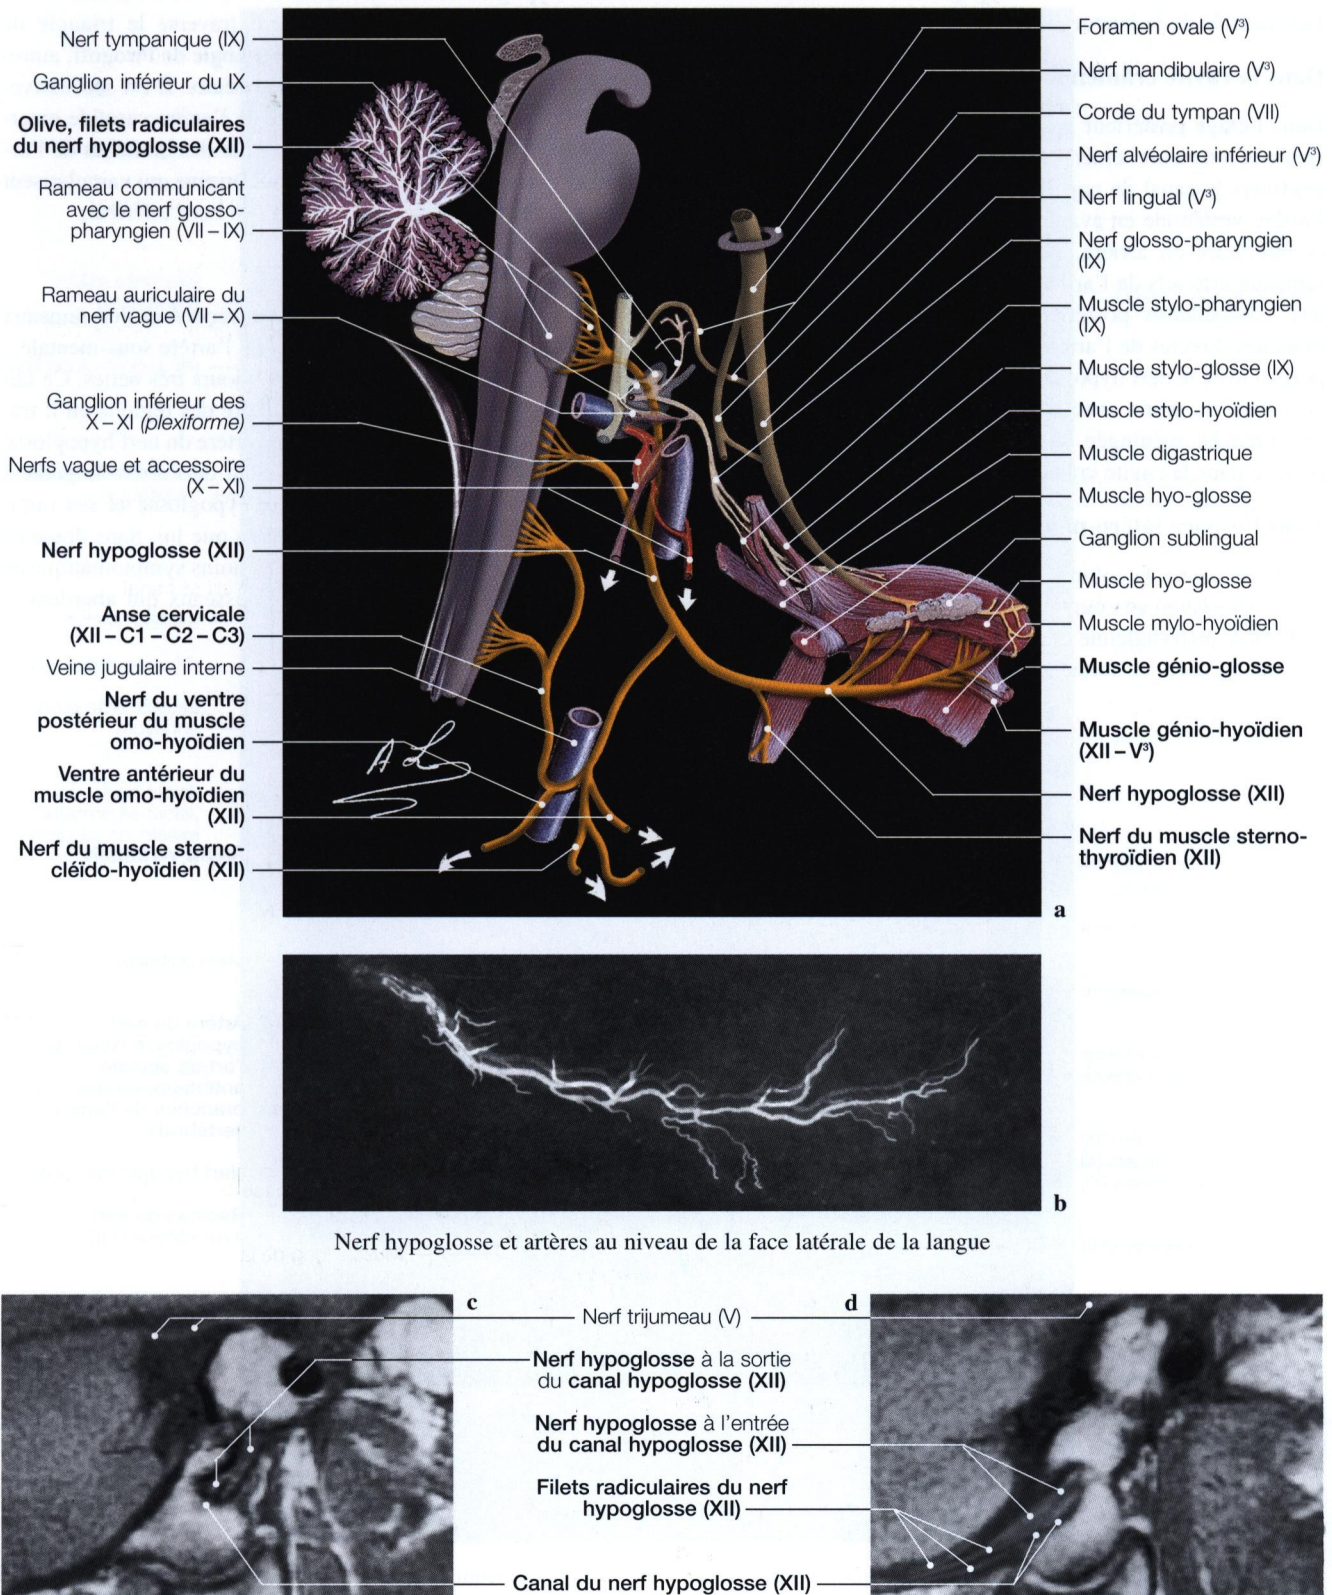 Nerf tympanique (IX)
Ganglion inférieur du IX
Olive, filets radiculaires
du nerf hypoglosse (XII)
Rameau communicant
avec le nerf glosso-
pharyngien (VII – IX)
Rameau auriculaire du
nerf vague (VII – X)
Ganglion inférieur des
X – XI (plexiforme)
Nerfs vague et accessoire
(X – XI)
Nerf hypoglosse (XII)
Anse cervicale
(XII – C1 – C2 – C3)
Veine jugulaire interne
Nerf du ventre
postérieur du muscle
omo-hyoïdien
Ventre antérieur du
muscle omo-hyoïdien
(XII)
Nerf du muscle sterno-
cléïdo-hyoïdien (XII)
Foramen ovale (V³)
Nerf mandibulaire (V³)
Corde du tympan (VII)
Nerf alvéolaire inférieur (V³)
Nerf lingual (V³)
Nerf glosso-pharyngien
(IX)
Muscle stylo-pharyngien
(IX)
Muscle stylo-glosse (IX)
Muscle stylo-hyoïdien
Muscle digastrique
Muscle hyo-glosse
Ganglion sublingual
Muscle hyo-glosse
Muscle mylo-hyoïdien
Muscle génio-glosse
Muscle génio-hyoïdien
(XII – V³)
Nerf hypoglosse (XII)
Nerf du muscle sterno-
thyroïdien (XII)
a
b
Nerf hypoglosse et artères au niveau de la face latérale de la langue
c
d
Nerf trijumeau (V)
Nerf hypoglosse à la sortie
du canal hypoglosse (XII)
Nerf hypoglosse à l'entrée
du canal hypoglosse (XII)
Filets radiculaires du nerf
hypoglosse (XII)
Canal du nerf hypoglosse (XII)